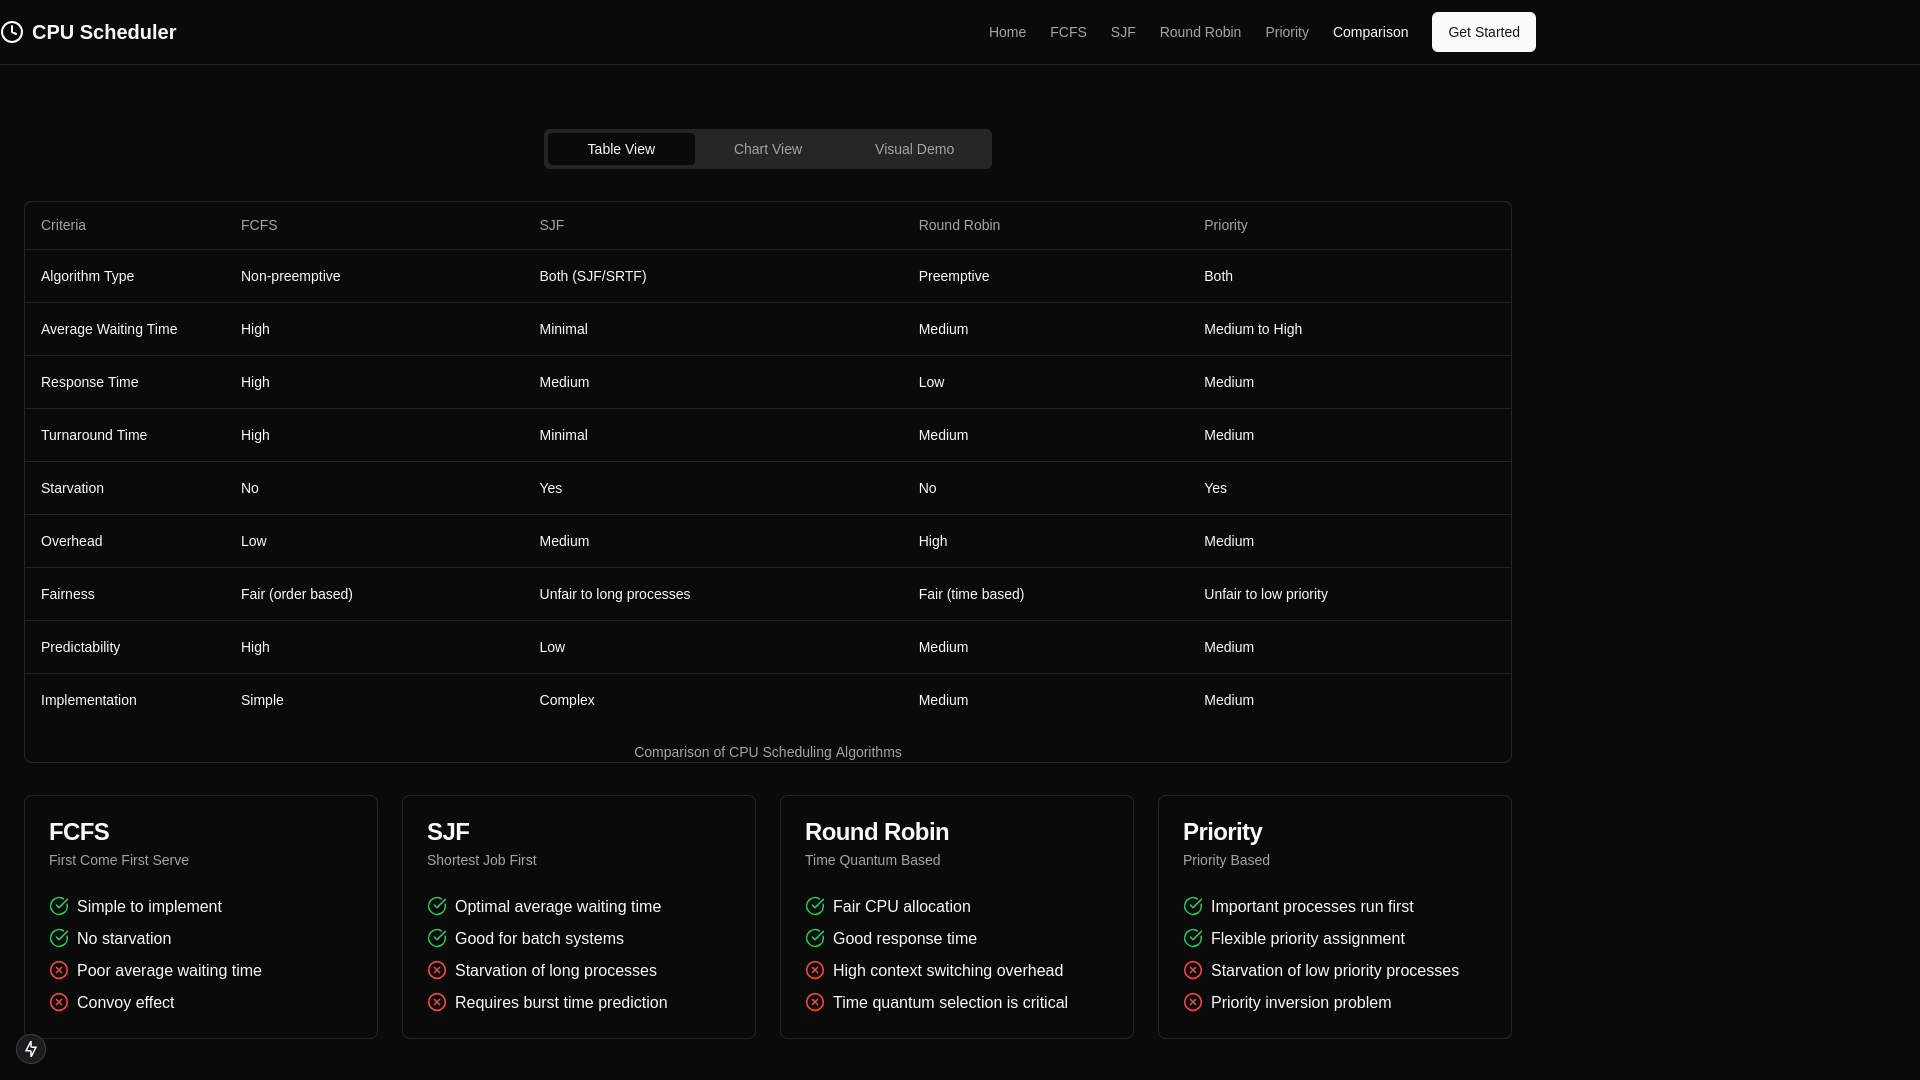 CPU Scheduler
Home FCFS SJF Round Robin Priority Comparison Get Started
Table View Chart View Visual Demo
Criteria FCFS SJF Round Robin Priority
Algorithm Type Non-preemptive Both (SJF/SRTF) Preemptive Both
Average Waiting Time High Minimal Medium Medium to High
Response Time High Medium Low Medium
Turnaround Time High Minimal Medium Medium
Starvation No Yes No Yes
Overhead Low Medium High Medium
Fairness Fair (order based) Unfair to long processes Fair (time based) Unfair to low priority
Predictability High Low Medium Medium
Implementation Simple Complex Medium Medium
Comparison of CPU Scheduling Algorithms
FCFS
First Come First Serve
Simple to implement
No starvation
Poor average waiting time
Convoy effect
SJF
Shortest Job First
Optimal average waiting time
Good for batch systems
Starvation of long processes
Requires burst time prediction
Round Robin
Time Quantum Based
Fair CPU allocation
Good response time
High context switching overhead
Time quantum selection is critical
Priority
Priority Based
Important processes run first
Flexible priority assignment
Starvation of low priority processes
Priority inversion problem